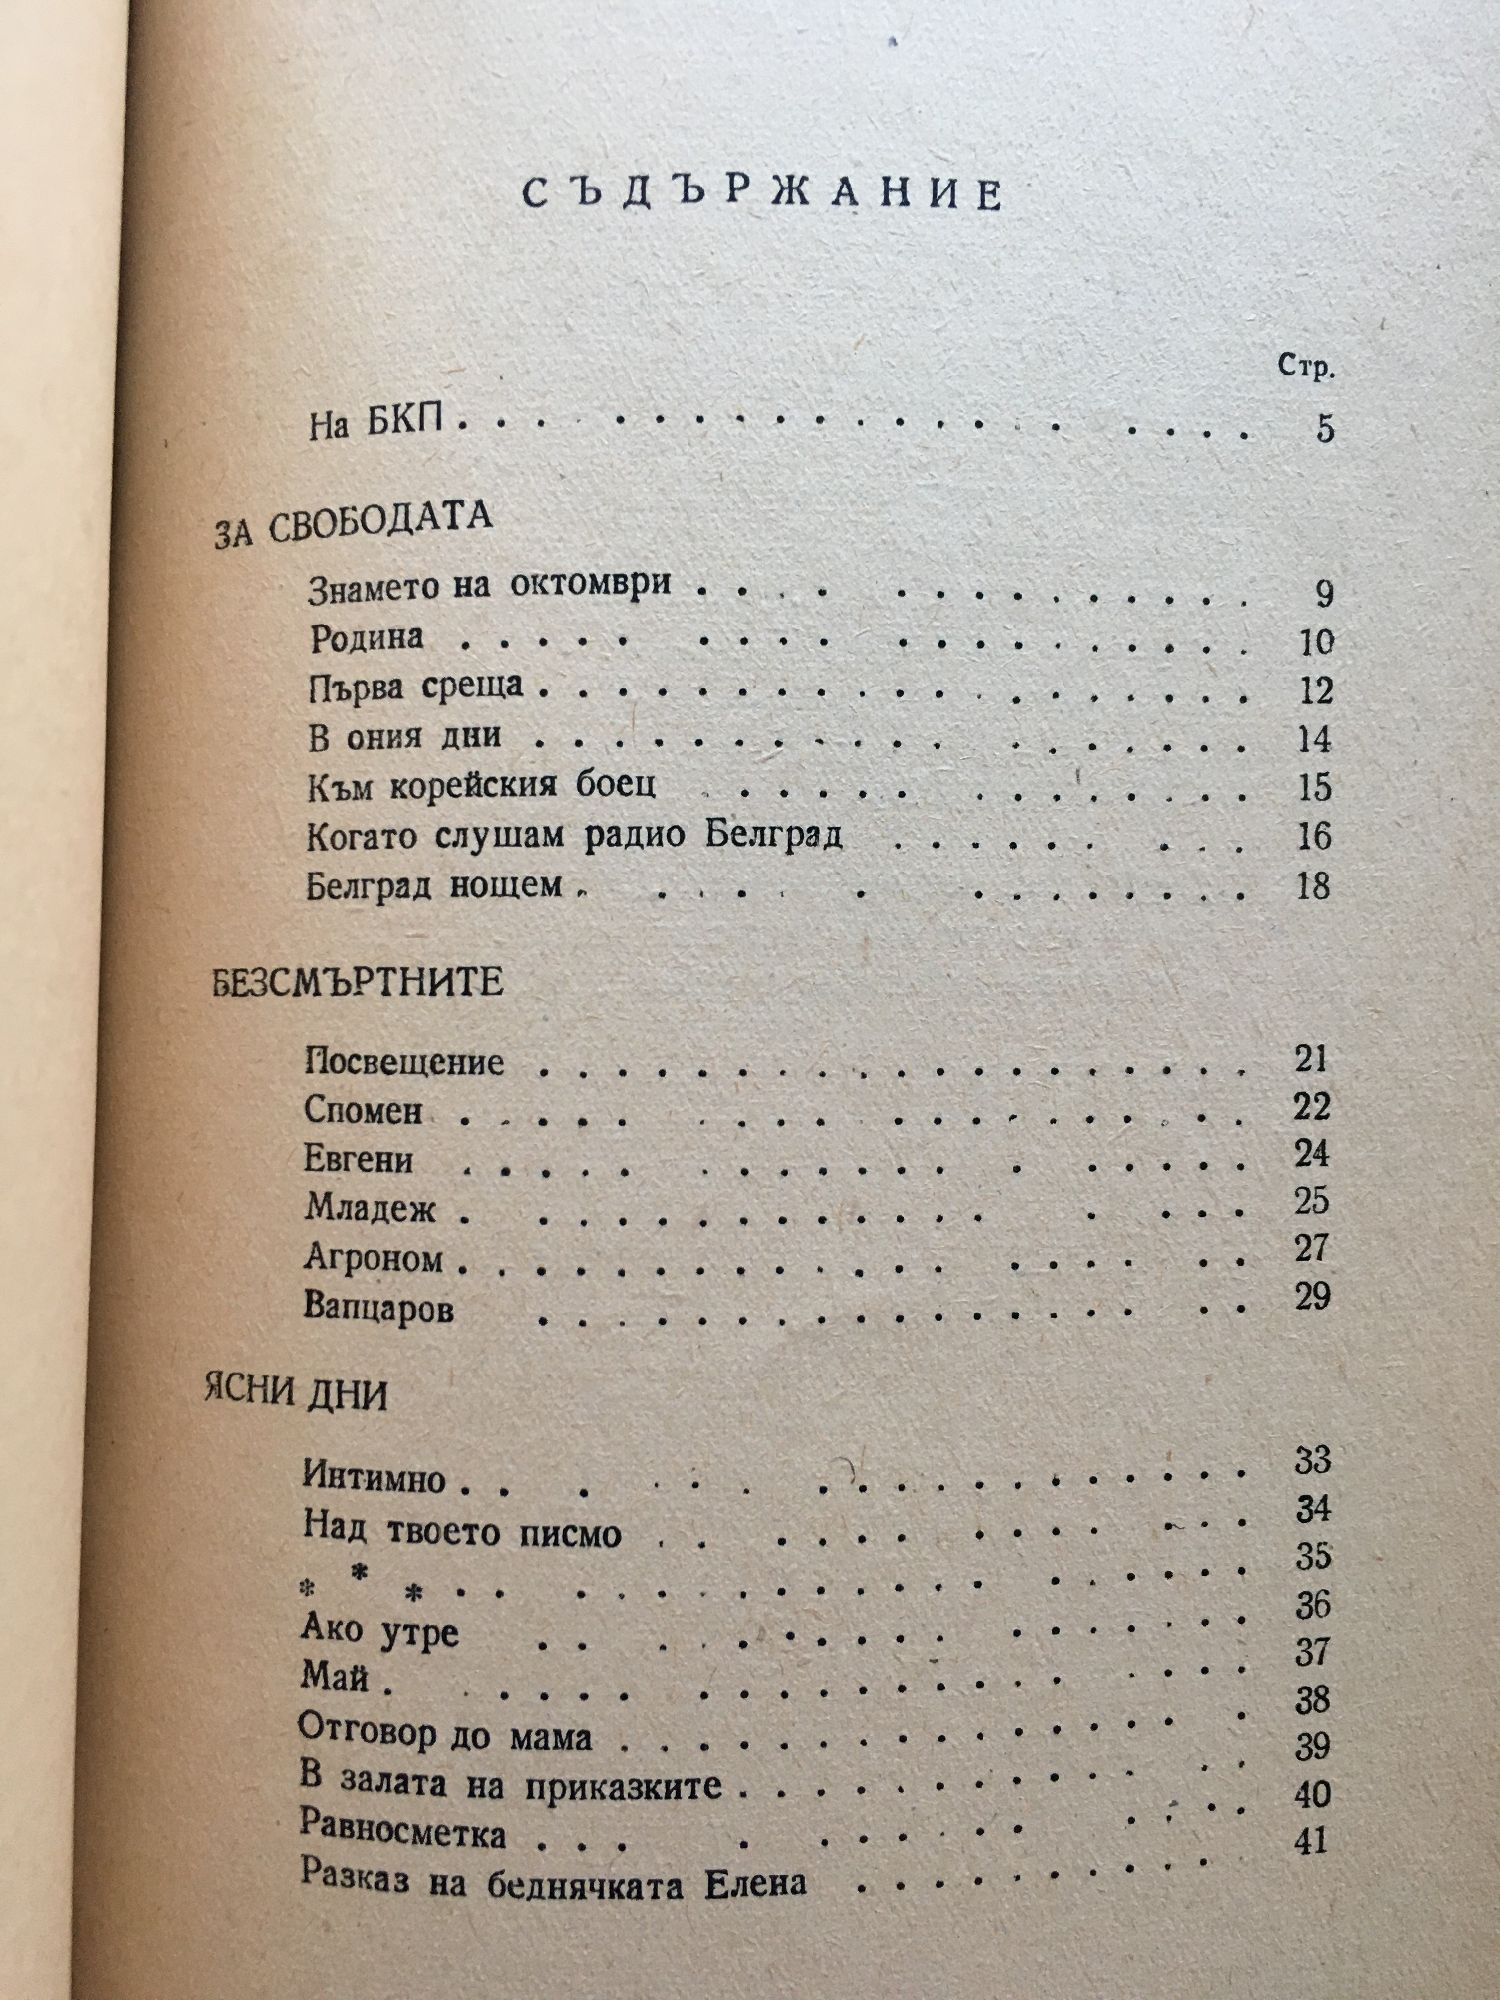 СЪДЪРЖАНИЕ
Стр.
На БКП . . . . . . . . . . . . . . . . . . . 5
ЗА СВОБОДАТА
Знамето на октомври . . . . . . . . . . . . . 9
Родина . . . . . . . . . . . . . . . . . . 10
Първа среща . . . . . . . . . . . . . . . . . . 12
В ония дни . . . . . . . . . . . . . . . . . . 14
Към корейския боец . . . . . . . . . . . . . 15
Когато слушам радио Белград . . . . . . . . . 16
Белград нощем . . . . . . . . . . . . . 18
БЕЗСМЪРТНИТЕ
Посвещение . . . . . . . . . . . . . . . . . . 21
Спомен . . . . . . . . . . . . . . . . . . 22
Евгени . . . . . . . . . . . . . . . . . . 24
Младеж . . . . . . . . . . . . . . . . . 25
Агроном . . . . . . . . . . . . . . . . . . 27
Вапцаров . . . . . . . . . . . . . . . . . . 29
ЯСНИ ДНИ
Интимно . . . . . . . . . . . . . . . . . 33
Над твоето писмо . . . . . . . . . . . . . 34
* * * . . . . . . . . . . . . . . . . . . 35
Ако утре . . . . . . . . . . . . . . . 36
Май . . . . . . . . . . . . . . . . . . 37
Отговор до мама . . . . . . . . . . . . . . . . 38
В залата на приказките . . . . . . . . . . . . . 39
Равносметка . . . . . . . . . . . . . . 40
Разказ на беднячката Елена . . . . . . . . . . 41